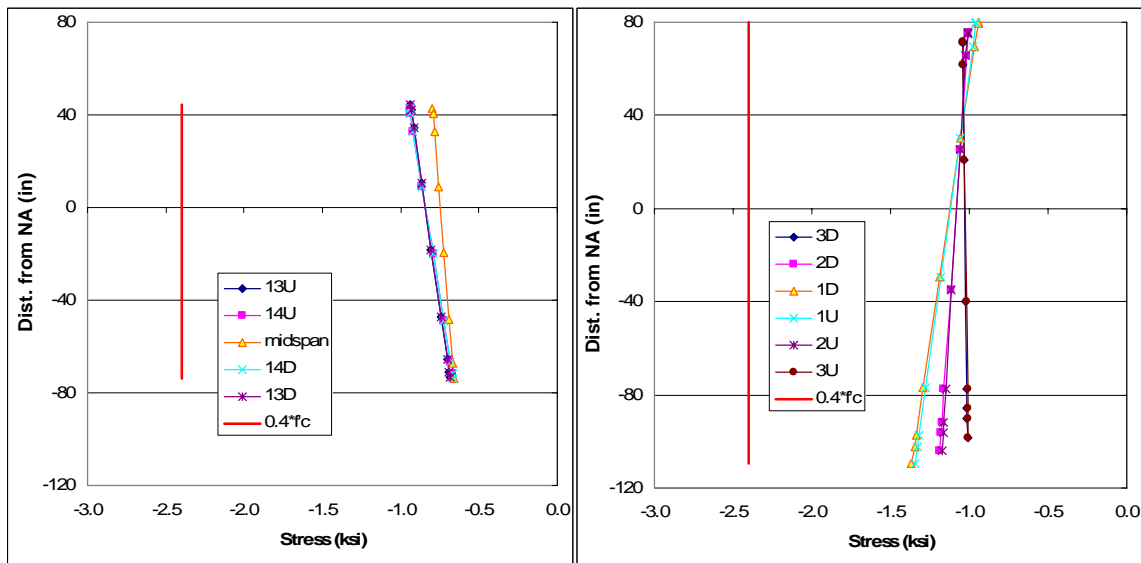 80
40
0
-40
-80
-120
Dist. from NA (in)
-3.0 -2.5 -2.0 -1.5 -1.0 -0.5 0.0
Stress (ksi)
13U
14U
midspan
14D
13D
0.4*f'c
80
40
0
-40
-80
-120
Dist. from NA (in)
-3.0 -2.5 -2.0 -1.5 -1.0 -0.5 0.0
Stress (ksi)
3D
2D
1D
1U
2U
3U
0.4*f'c